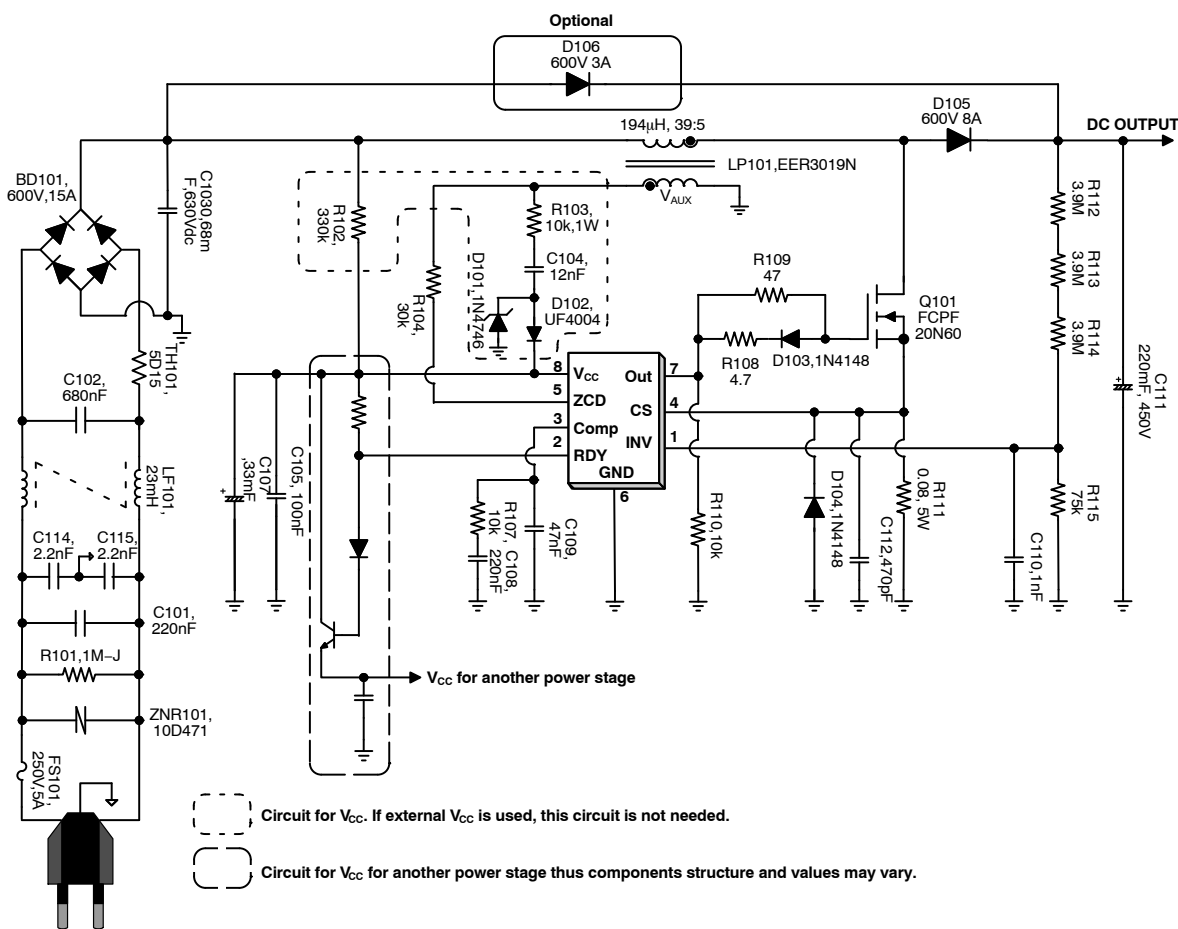 Optional
D106
600V 3A
D105
600V 8A
194μH, 39:5
DC OUTPUT
LP101,EER3019N
V_AUX
BD101,
600V,15A
C1030,68m
F,630Vdc
R102,
330k
R103,
10k,1W
C104,
12nF
D101,1N4746
D102,
UF4004
R104,
30k
R109
47
R108
4.7
D103,1N4148
Q101
FCPF
20N60
R112
3.9M
R113
3.9M
R114
3.9M
C111
220mF, 450V
TH101,
5D15
C102,
680nF
8
V_CC
5
ZCD
3
Comp
2
RDY
GND
6
Out
7
CS
4
INV
1
LF101,
23mH
C107
,33mF
C105, 100nF
R107,
10k
C108,
220nF
C109,
47nF
R110,10k
D104,1N4148
C112,470pF
R111
0.08, 5W
C110,1nF
R115
75k
C114,
2.2nF
C115,
2.2nF
C101,
220nF
R101,1M–J
ZNR101,
10D471
FS101,
250V,5A
V_CC for another power stage
Circuit for V_CC. If external V_CC is used, this circuit is not needed.
Circuit for V_CC for another power stage thus components structure and values may vary.